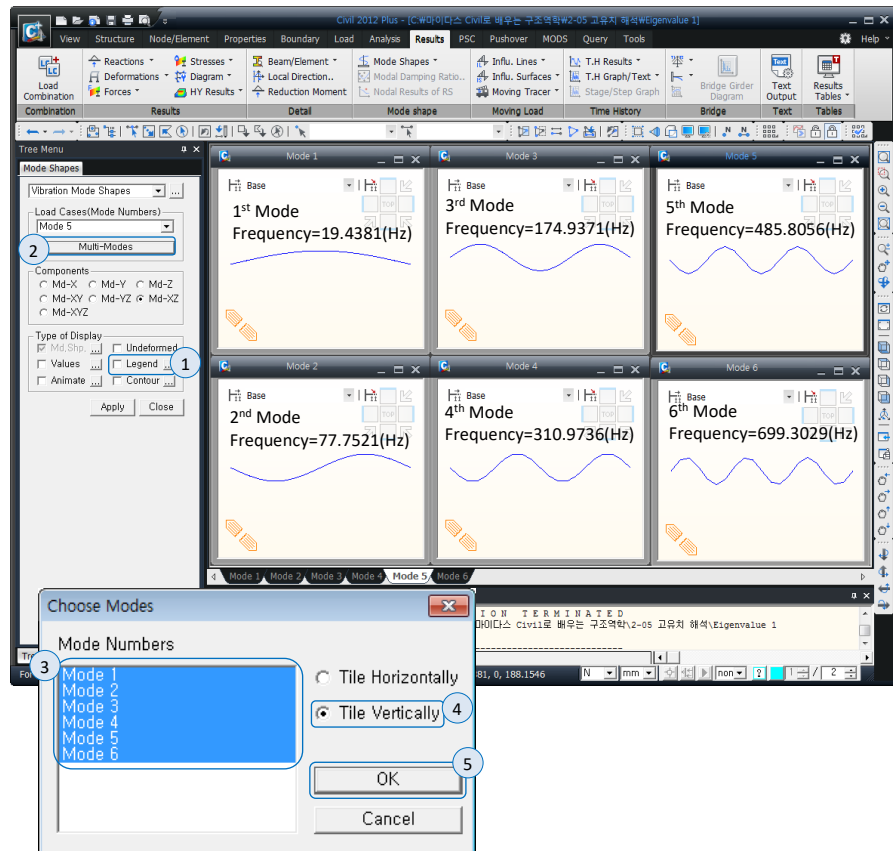 Civil 2012 Plus - [C:₩마이다스 Civil로 배우는 구조역학₩2-05 고유치 해석₩Eigenvalue 1]
View Structure Node/Element Properties Boundary Load Analysis Results PSC Pushover MODS Query Tools Help
Load Combination
Reactions
Deformations
Forces
Stresses
Diagram
HY Results
Beam/Element
Local Direction..
Reduction Moment
Mode Shapes
Modal Damping Ratio..
Nodal Results of RS
Influ. Lines
Influ. Surfaces
Moving Tracer
T.H Results
T.H Graph/Text
Stage/Step Graph
Bridge Girder Diagram
Text Output
Results Tables
Combination Results Detail Mode shape Moving Load Time History Bridge Text Tables
Tree Menu
Mode Shapes
Vibration Mode Shapes ...
Load Cases(Mode Numbers)
Mode 5
2
Multi-Modes
Components
Md-X Md-Y Md-Z
Md-XY Md-YZ Md-XZ
Md-XYZ
Type of Display
Md.Shp. ... Undeformed
Values ... Legend ... 1
Animate ... Contour ...
Apply Close
Mode 1
Base
TOP
1st Mode
Frequency=19.4381(Hz)
Mode 3
Base
TOP
3rd Mode
Frequency=174.9371(Hz)
Mode 5
Base
TOP
5th Mode
Frequency=485.8056(Hz)
Mode 2
Base
TOP
2nd Mode
Frequency=77.7521(Hz)
Mode 4
Base
TOP
4th Mode
Frequency=310.9736(Hz)
Mode 6
Base
TOP
6th Mode
Frequency=699.3029(Hz)
Mode 1 Mode 2 Mode 3 Mode 4 Mode 5 Mode 6
I O N T E R M I N A T E D
Civil로 배우는 구조역학\2-05 고유치 해석\Eigenvalue 1
0, 188.1546 N mm non ? 1 / 2
Choose Modes
Mode Numbers
3
Mode 1
Mode 2
Mode 3
Mode 4
Mode 5
Mode 6
Tile Horizontally
Tile Vertically 4
5
OK
Cancel